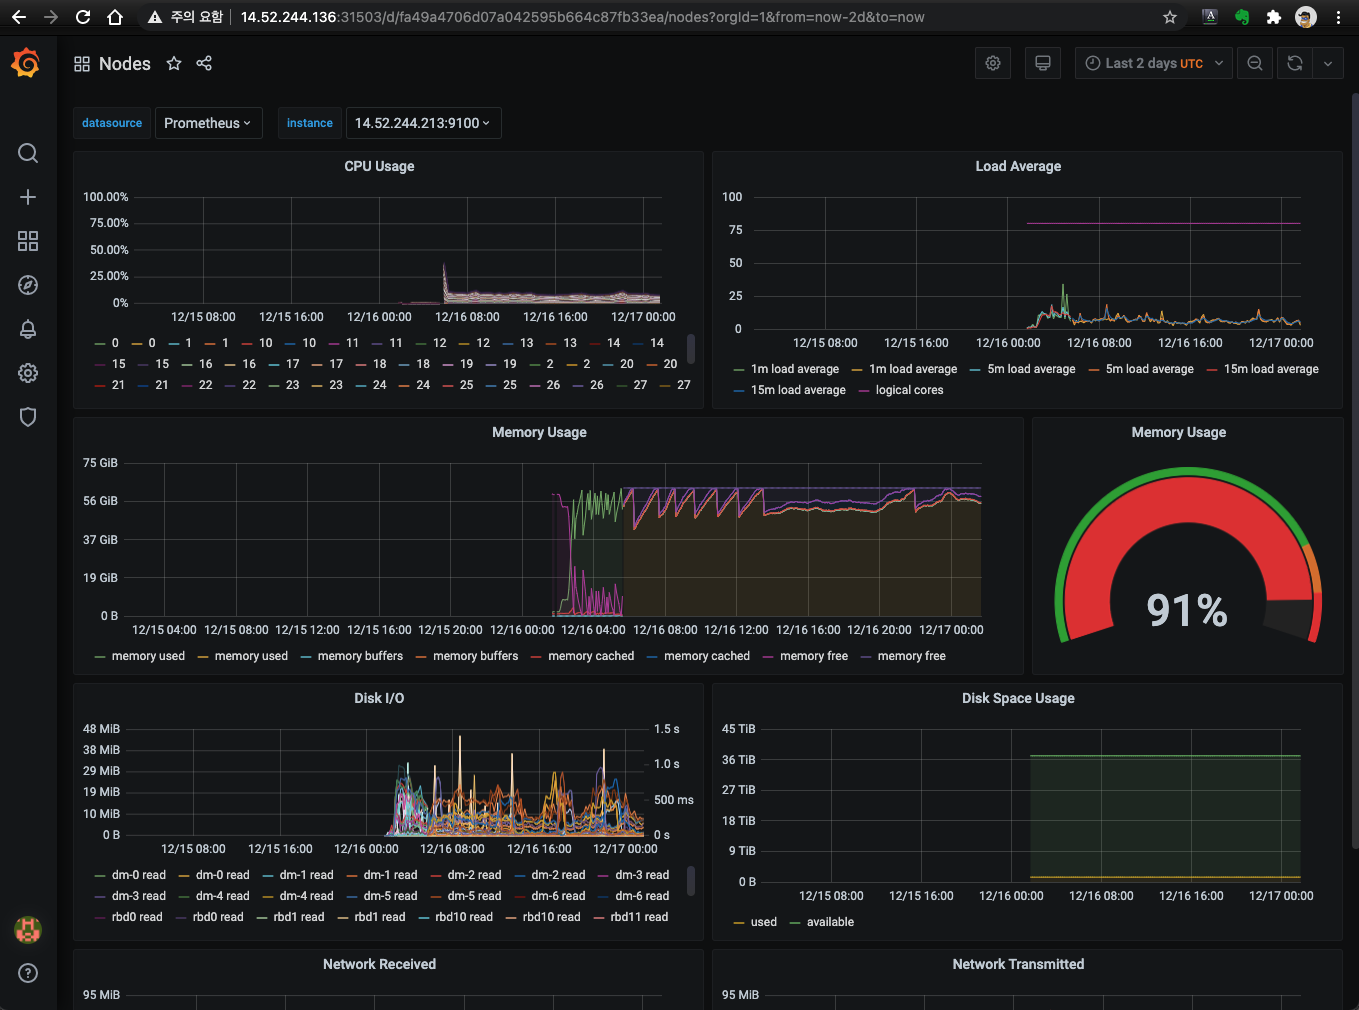 주의 요함 14.52.244.136:31503/d/fa49a4706d07a042595b664c87fb33ea/nodes?orgId=1&from=now-2d&to=now
Nodes
Last 2 days UTC
datasource Prometheus instance 14.52.244.213:9100
CPU Usage
100.00%
75.00%
50.00%
25.00%
0%
12/15 08:00 12/15 16:00 12/16 00:00 12/16 08:00 12/16 16:00 12/17 00:00
0 0 1 1 10 10 11 11 12 12 13 13 14 14
15 15 16 16 17 17 18 18 19 19 2 2 20 20
21 21 22 22 23 23 24 24 25 25 26 26 27 27
Load Average
100
75
50
25
0
12/15 08:00 12/15 16:00 12/16 00:00 12/16 08:00 12/16 16:00 12/17 00:00
1m load average 1m load average 5m load average 5m load average 15m load average
15m load average logical cores
Memory Usage
75 GiB
56 GiB
37 GiB
19 GiB
0 B
12/15 04:00 12/15 08:00 12/15 12:00 12/15 16:00 12/15 20:00 12/16 00:00 12/16 04:00 12/16 08:00 12/16 12:00 12/16 16:00 12/16 20:00 12/17 00:00
memory used memory used memory buffers memory buffers memory cached memory cached memory free memory free
Memory Usage
91%
Disk I/O
48 MiB
38 MiB
29 MiB
19 MiB
10 MiB
0 B
1.5 s
1.0 s
500 ms
0 s
12/15 08:00 12/15 16:00 12/16 00:00 12/16 08:00 12/16 16:00 12/17 00:00
dm-0 read dm-0 read dm-1 read dm-1 read dm-2 read dm-2 read dm-3 read
dm-3 read dm-4 read dm-4 read dm-5 read dm-5 read dm-6 read dm-6 read
rbd0 read rbd0 read rbd1 read rbd1 read rbd10 read rbd10 read rbd11 read
Disk Space Usage
45 TiB
36 TiB
27 TiB
18 TiB
9 TiB
0 B
12/15 08:00 12/15 16:00 12/16 00:00 12/16 08:00 12/16 16:00 12/17 00:00
used available
Network Received
95 MiB
Network Transmitted
95 MiB